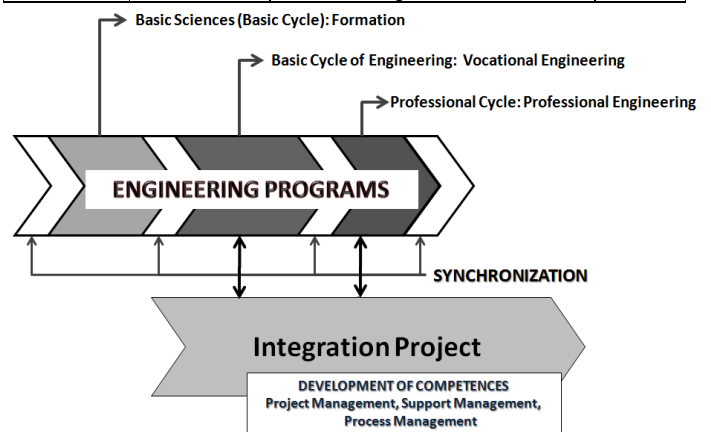 Basic Sciences (Basic Cycle): Formation
Basic Cycle of Engineering: Vocational Engineering
Professional Cycle: Professional Engineering
ENGINEERING PROGRAMS
SYNCHRONIZATION
Integration Project
DEVELOPMENT OF COMPETENCES
Project Management, Support Management,
Process Management